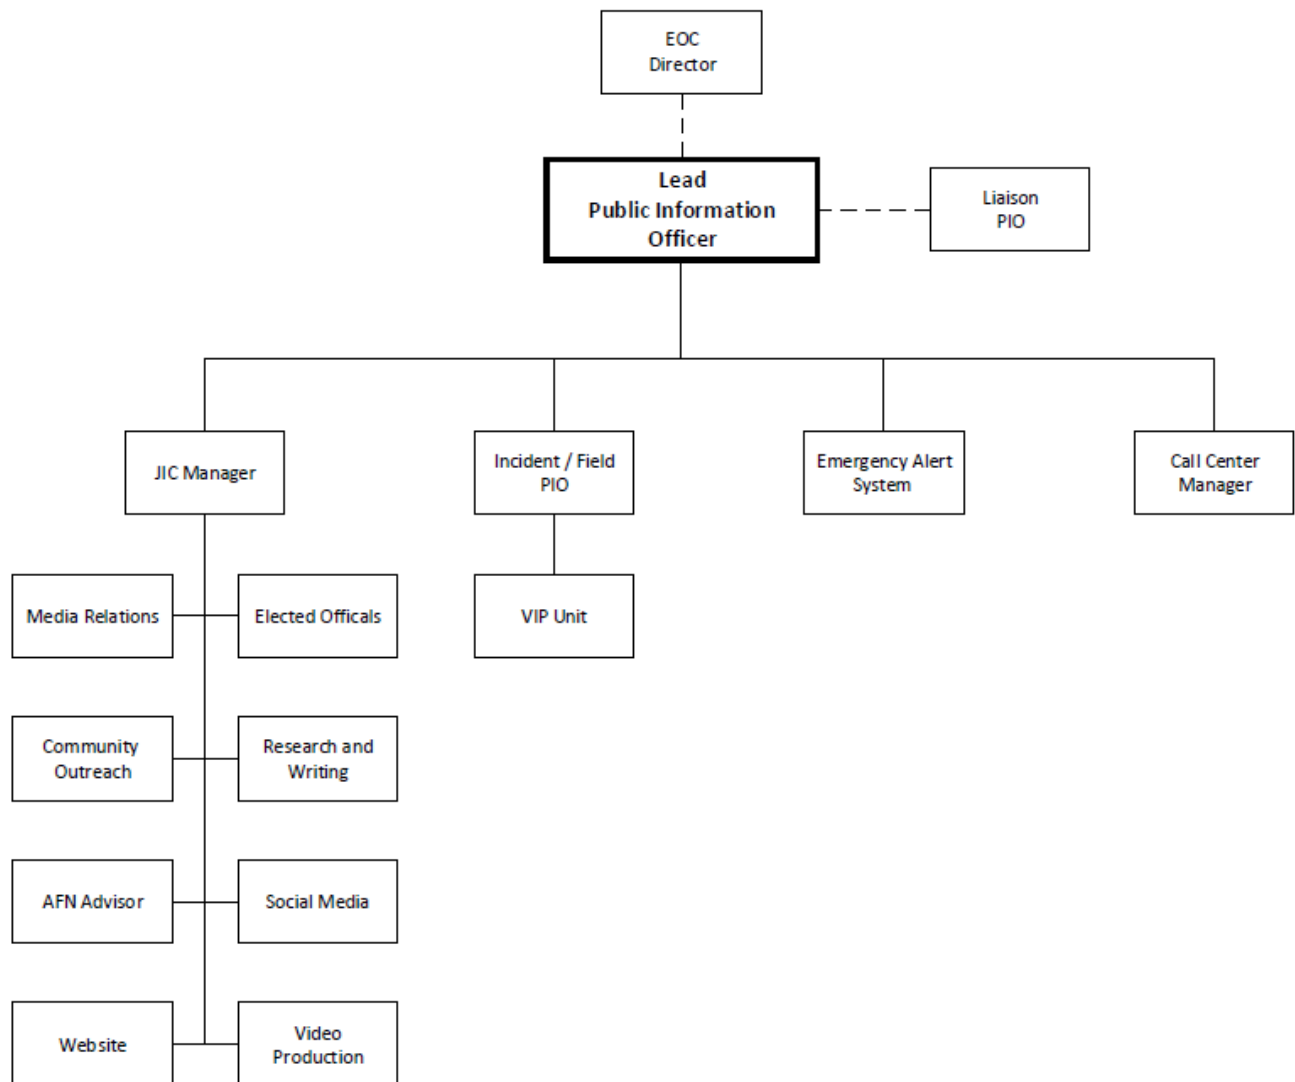 EOC
Director
Lead
Public Information
Officer
Liaison
PIO
JIC Manager
Incident / Field
PIO
Emergency Alert
System
Call Center
Manager
Media Relations
Elected Officals
VIP Unit
Community
Outreach
Research and
Writing
AFN Advisor
Social Media
Website
Video
Production